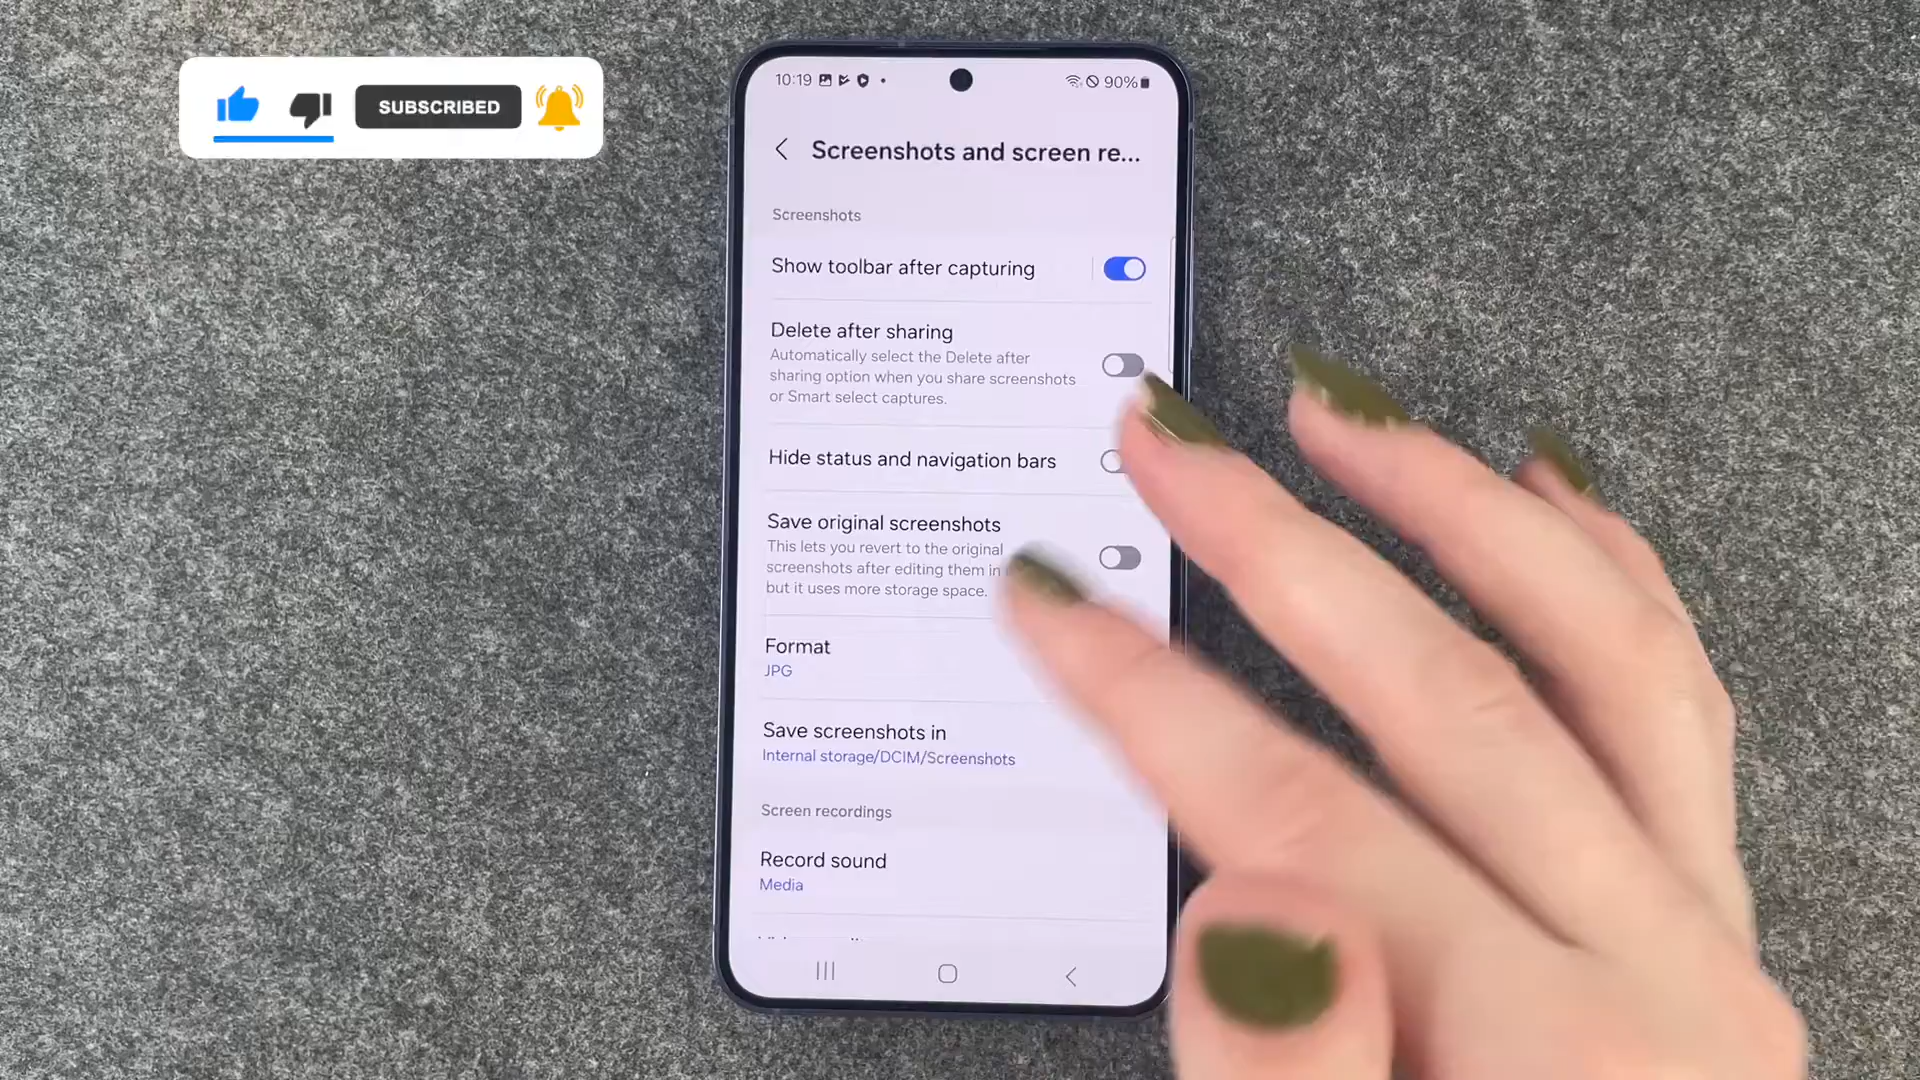 SUBSCRIBED
10:19
90%
Screenshots and screen re...
Screenshots
Show toolbar after capturing
Delete after sharing
Automatically select the Delete after
sharing option when you share screenshots
or Smart select captures.
Hide status and navigation bars
Save original screenshots
This lets you revert to the original
screenshots after editing them in
but it uses more storage space.
Format
JPG
Save screenshots in
Internal storage/DCIM/Screenshots
Screen recordings
Record sound
Media